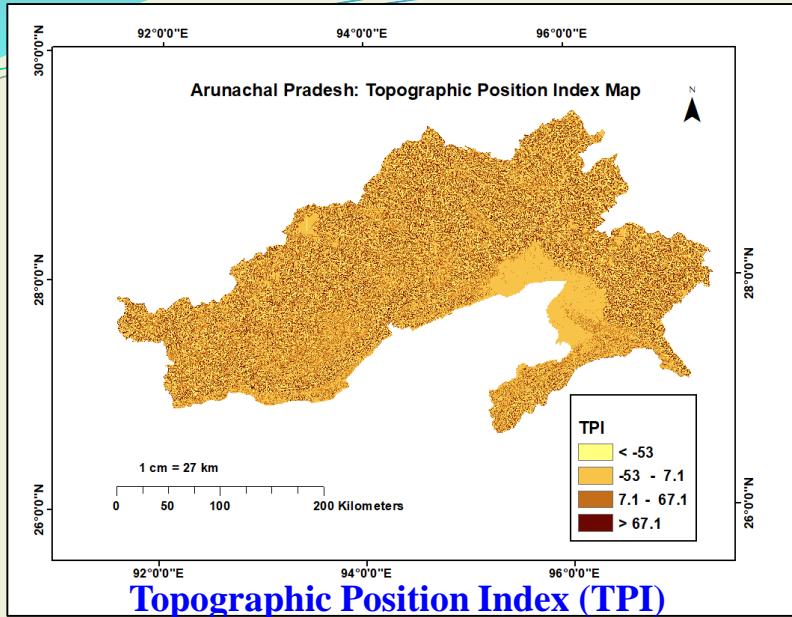 92°0'0"E 94°0'0"E 96°0'0"E
30°0'0"N
Arunachal Pradesh: Topographic Position Index Map
N
28°0'0"N 28°0'0"N
TPI
< -53
-53 - 7.1
7.1 - 67.1
> 67.1
1 cm = 27 km
0 50 100 200 Kilometers
26°0'0"N 26°0'0"N
92°0'0"E 94°0'0"E 96°0'0"E
Topographic Position Index (TPI)